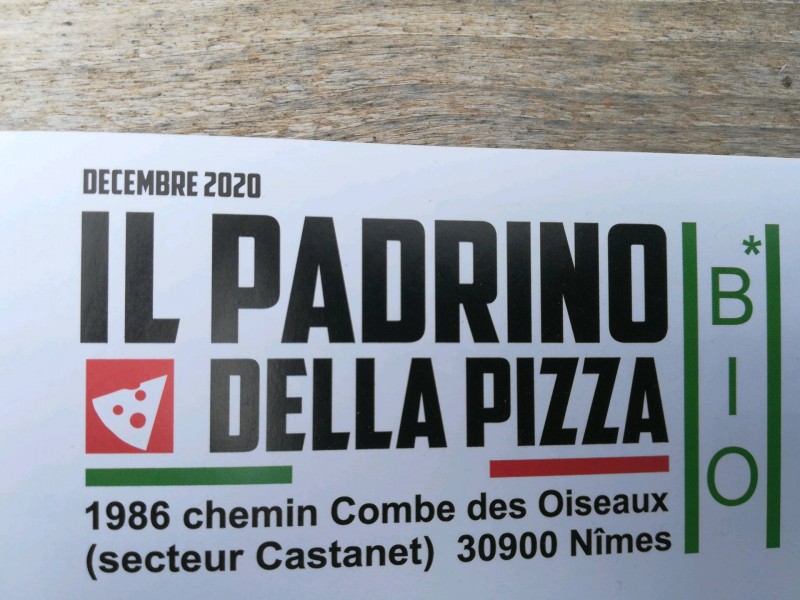 DECEMBRE 2020
IL PADRINO
DELLA PIZZA
1986 chemin Combe des Oiseaux
(secteur Castanet) 30900 Nîmes
*
B
I
O